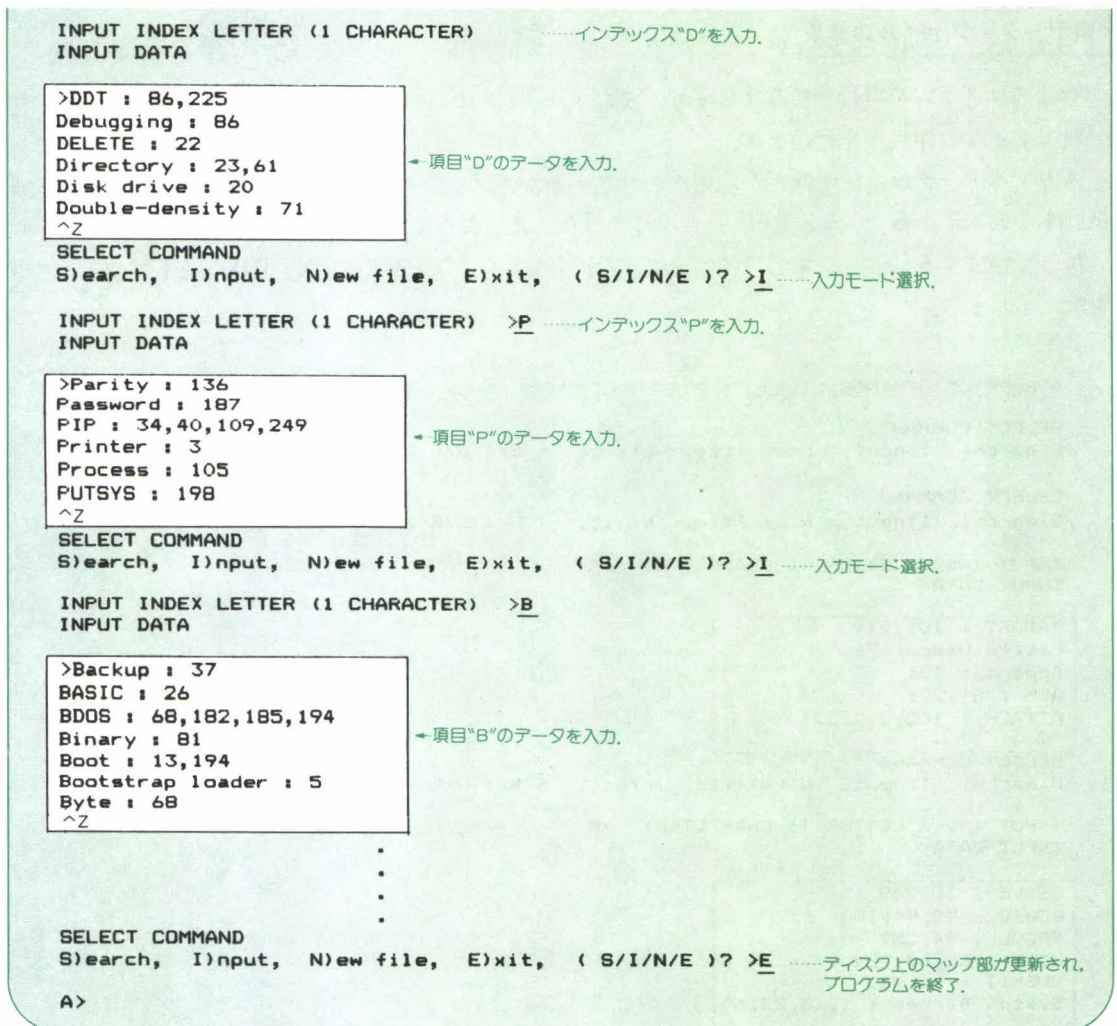 INPUT INDEX LETTER (1 CHARACTER) ……インデックス“D”を入力.
INPUT DATA
>DDT : 86,225
Debugging : 86
DELETE : 22
Directory : 23,61
Disk drive : 20
Double-density : 71
^Z
←項目“D”のデータを入力.
SELECT COMMAND
S)earch, I)nput, N)ew file, E)xit, ( S/I/N/E )? >I ……入力モード選択.
INPUT INDEX LETTER (1 CHARACTER) >P ……インデックス“P”を入力.
INPUT DATA
>Parity : 136
Password : 187
PIP : 34,40,109,249
Printer : 3
Process : 105
PUTSYS : 198
^Z
←項目“P”のデータを入力.
SELECT COMMAND
S)earch, I)nput, N)ew file, E)xit, ( S/I/N/E )? >I ……入力モード選択.
INPUT INDEX LETTER (1 CHARACTER) >B
INPUT DATA
>Backup : 37
BASIC : 26
BDOS : 68,182,185,194
Binary : 81
Boot : 13,194
Bootstrap loader : 5
Byte : 68
^Z
←項目“B”のデータを入力.
SELECT COMMAND
S)earch, I)nput, N)ew file, E)xit, ( S/I/N/E )? >E ……ディスク上のマップ部が更新され,
プログラムを終了.
A>